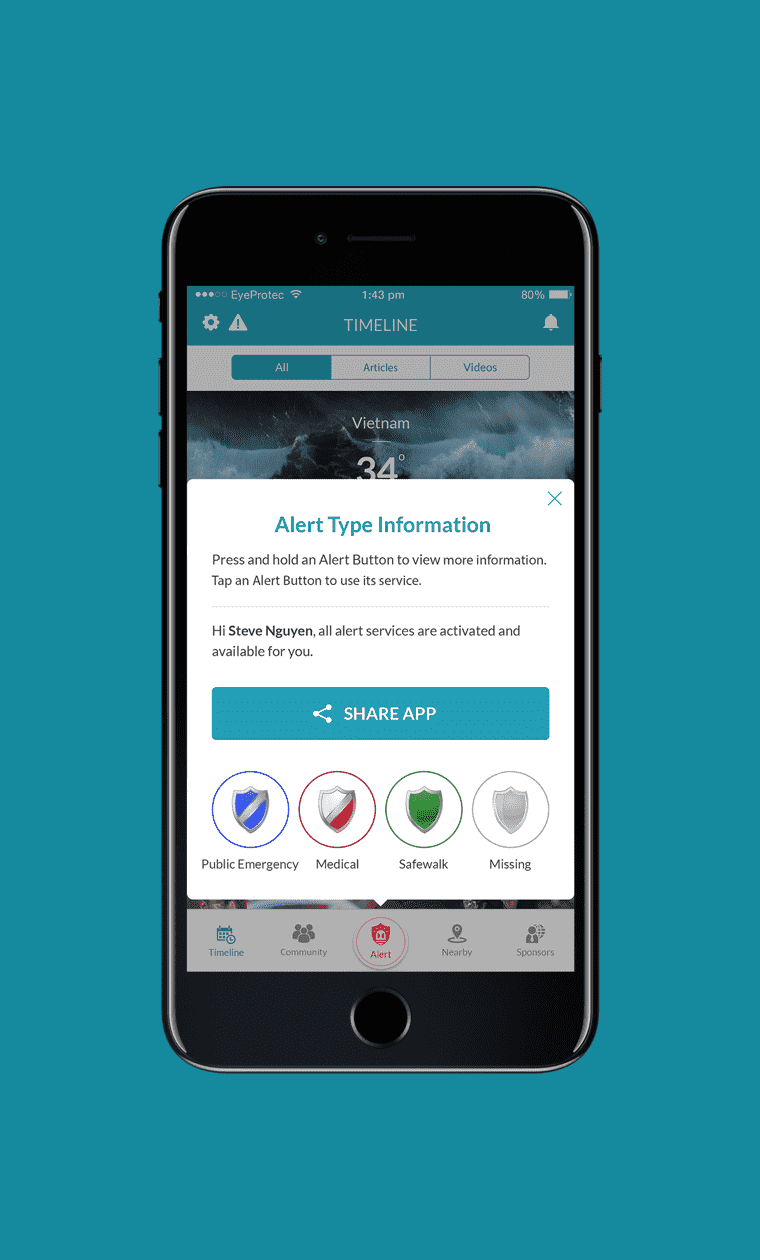 EyeProtec 1:43 pm 80%
TIMELINE
All Articles Videos
Vietnam
34°
Alert Type Information
Press and hold an Alert Button to view more information.
Tap an Alert Button to use its service.
Hi Steve Nguyen, all alert services are activated and
available for you.
SHARE APP
Public Emergency Medical Safewalk Missing
Timeline Community Alert Nearby Sponsors